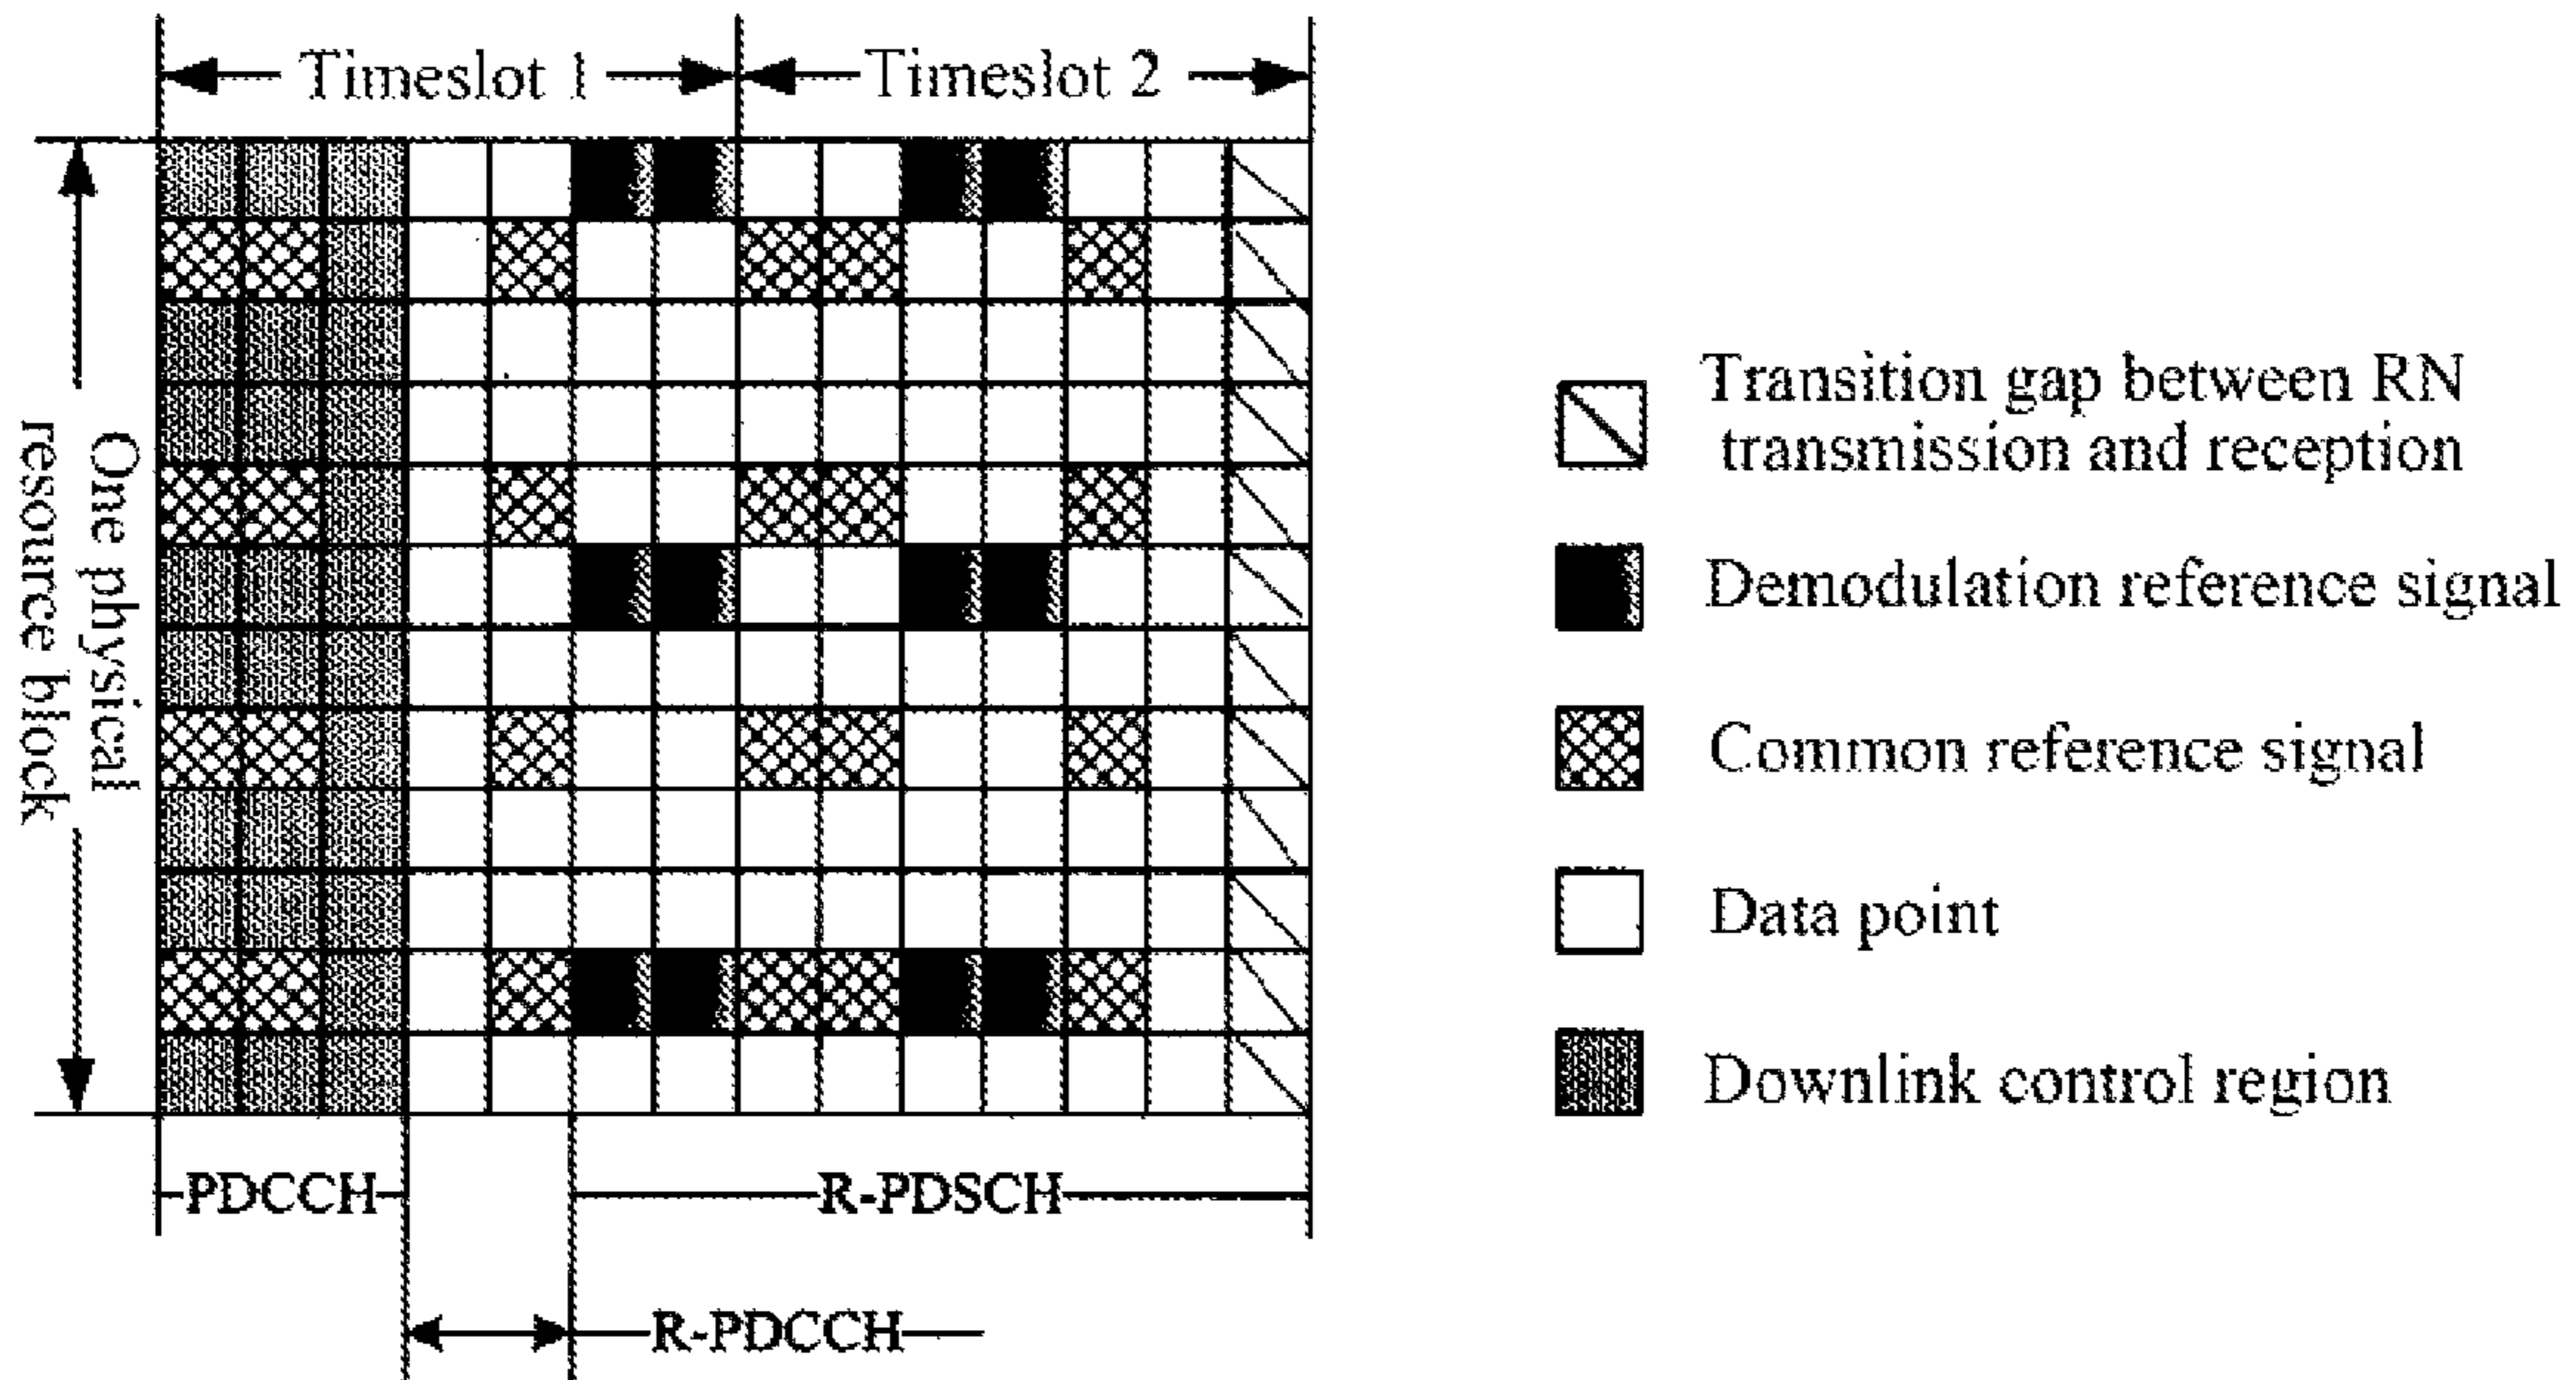 Timeslot 1
Timeslot 2
One physical
resource block
Transition gap between RN
transmission and reception
Demodulation reference signal
Common reference signal
Data point
Downlink control region
PDCCH
R-PDSCH
R-PDCCH